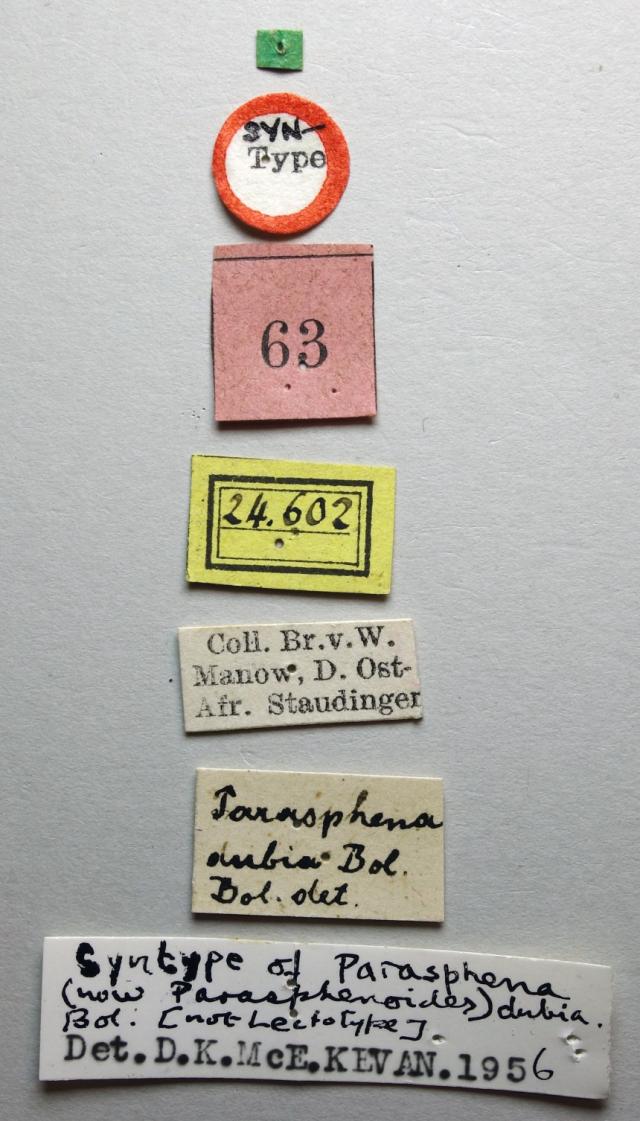 SYN-
Type
63
24.602
Coll. Br.v.W.
Manow, D. Ost-
Afr. Staudinger
Parasphena
dubia Bol.
Bol. det.
Syntype of Parasphena
(now Parasphenoides) dubia.
Bol. [not Lectotype]
Det. D.K.McE.KEVAN.1956